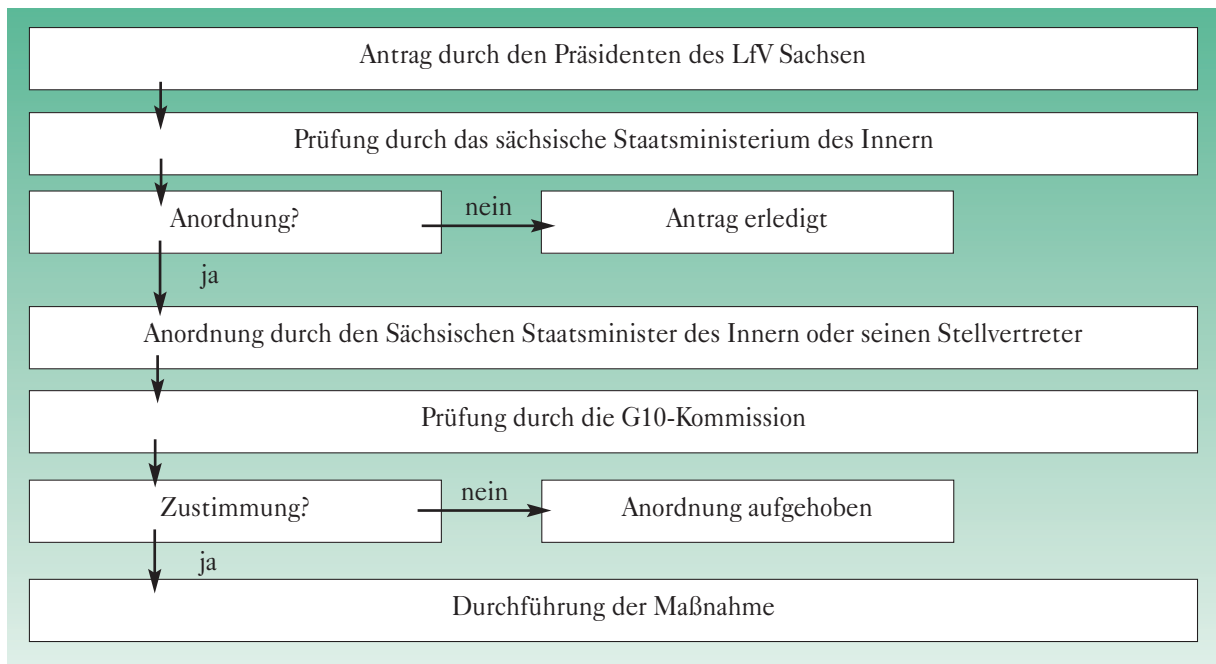 Antrag durch den Präsidenten des LfV Sachsen
Prüfung durch das sächsische Staatsministerium des Innern
Anordnung?
nein
Antrag erledigt
ja
Anordnung durch den Sächsischen Staatsminister des Innern oder seinen Stellvertreter
Prüfung durch die G10-Kommission
Zustimmung?
nein
Anordnung aufgehoben
ja
Durchführung der Maßnahme